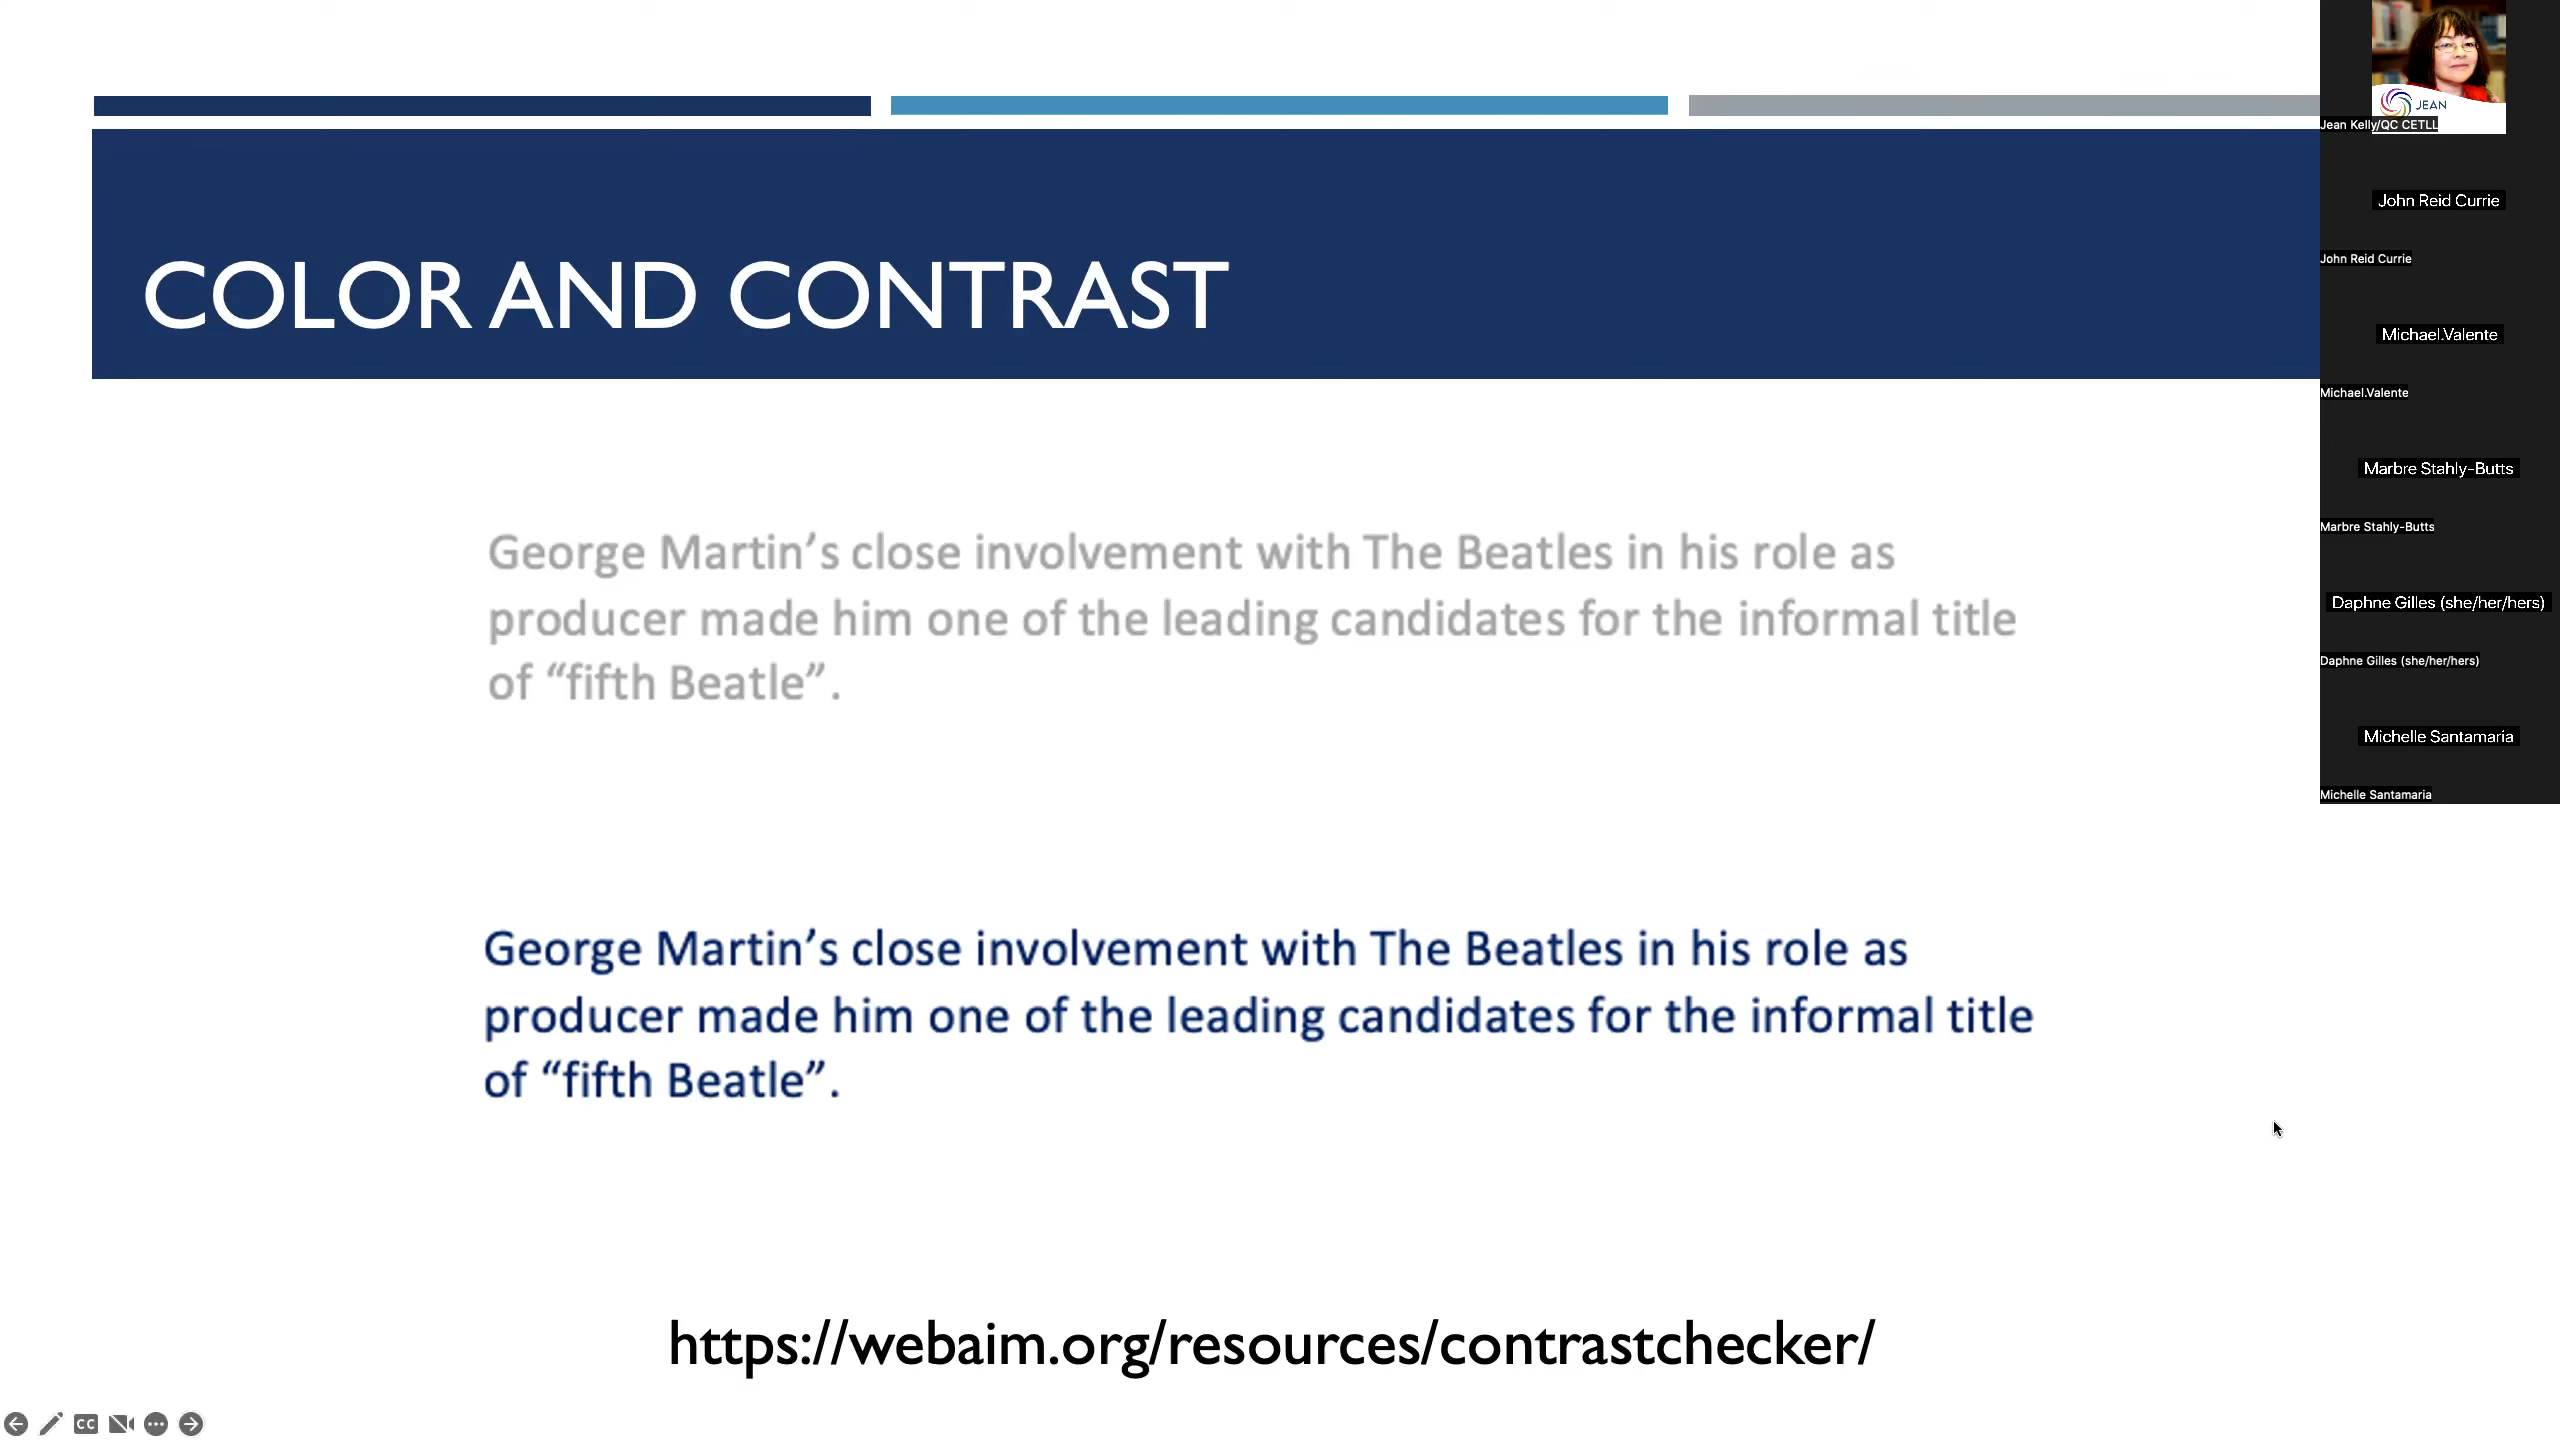 COLOR AND CONTRAST
George Martin’s close involvement with The Beatles in his role as
producer made him one of the leading candidates for the informal title
of “fifth Beatle”.
George Martin’s close involvement with The Beatles in his role as
producer made him one of the leading candidates for the informal title
of “fifth Beatle”.
https://webaim.org/resources/contrastchecker/
JEAN
Jean Kelly/QC CETLL
John Reid Currie
John Reid Currie
Michael.Valente
Michael.Valente
Marbre Stahly-Butts
Marbre Stahly-Butts
Daphne Gilles (she/her/hers)
Daphne Gilles (she/her/hers)
Michelle Santamaria
Michelle Santamaria
CC